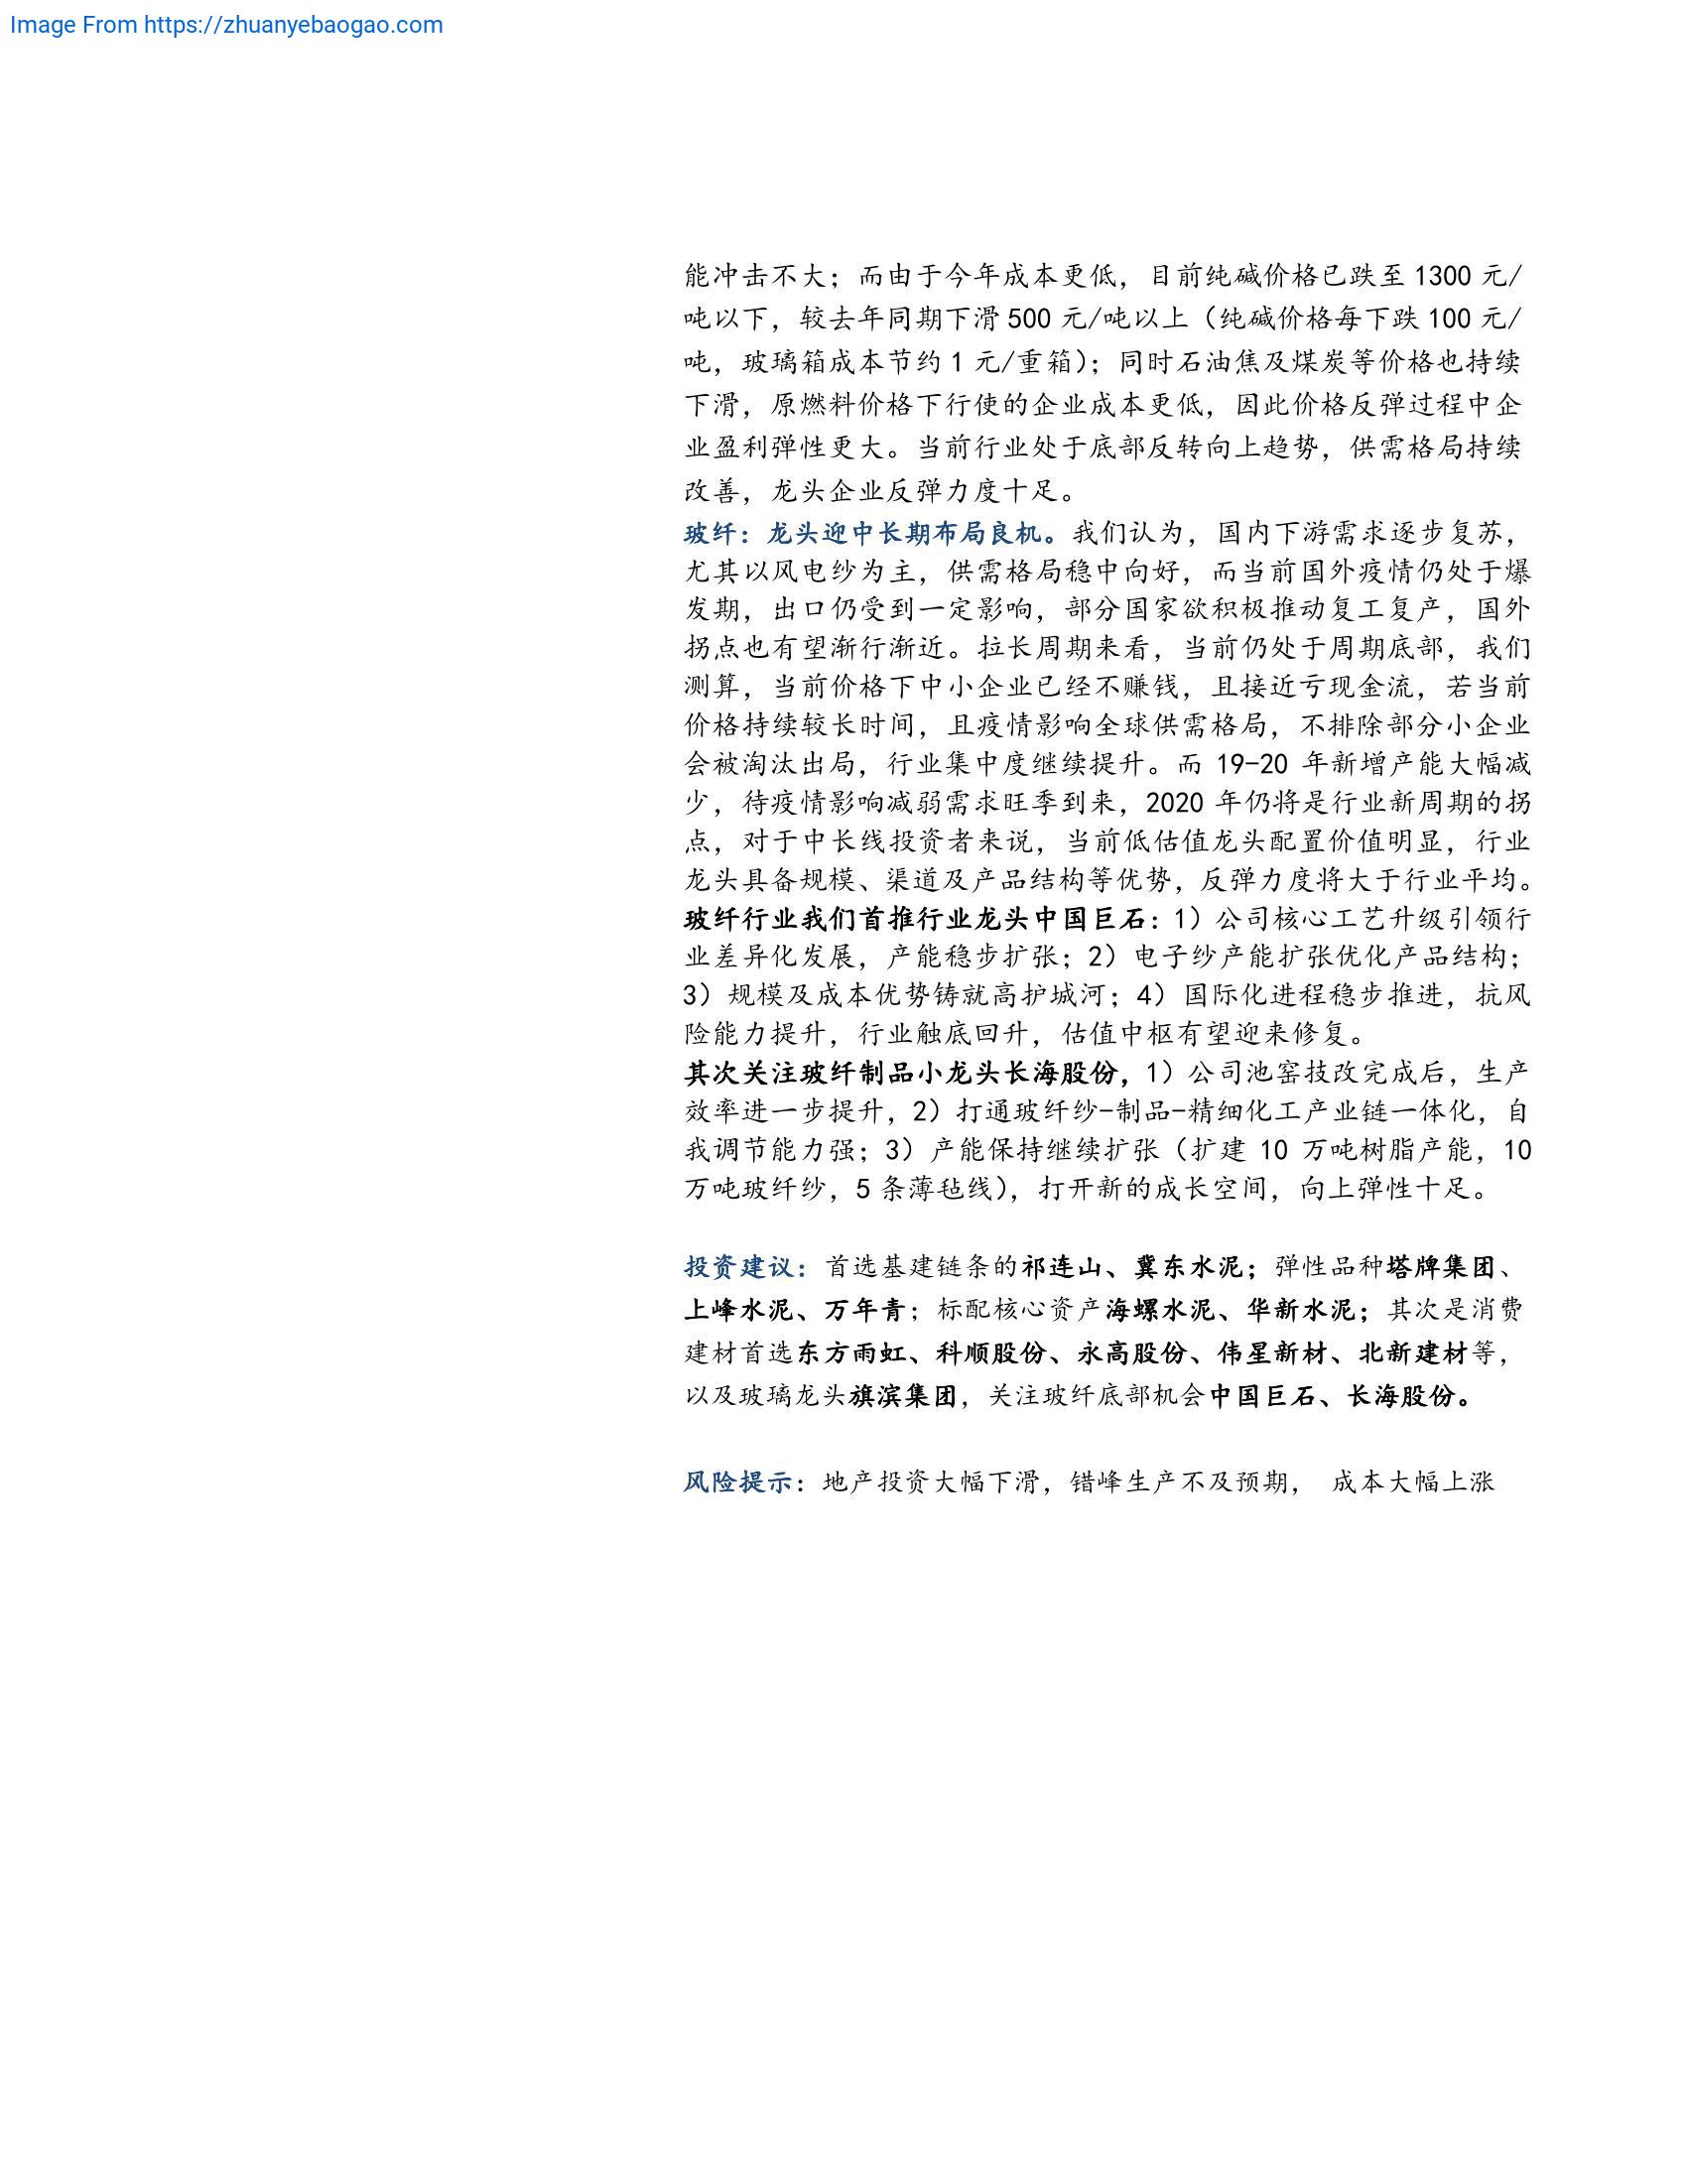 Image From https://zhuanyebaogao.com
能冲击不大；而由于今年成本更低，目前纯碱价格已跌至 1300 元/
吨以下，较去年同期下滑 500 元/吨以上（纯碱价格每下跌 100 元/
吨，玻璃箱成本节约 1 元/重箱）；同时石油焦及煤炭等价格也持续
下滑，原燃料价格下行使的企业成本更低，因此价格反弹过程中企
业盈利弹性更大。当前行业处于底部反转向上趋势，供需格局持续
改善，龙头企业反弹力度十足。
玻纤：龙头迎中长期布局良机。我们认为，国内下游需求逐步复苏，
尤其以风电纱为主，供需格局稳中向好，而当前国外疫情仍处于爆
发期，出口仍受到一定影响，部分国家欲积极推动复工复产，国外
拐点也有望渐行渐近。拉长周期来看，当前仍处于周期底部，我们
测算，当前价格下中小企业已经不赚钱，且接近亏现金流，若当前
价格持续较长时间，且疫情影响全球供需格局，不排除部分小企业
会被淘汰出局，行业集中度继续提升。而 19-20 年新增产能大幅减
少，待疫情影响减弱需求旺季到来，2020 年仍将是行业新周期的拐
点，对于中长线投资者来说，当前低估值龙头配置价值明显，行业
龙头具备规模、渠道及产品结构等优势，反弹力度将大于行业平均。
玻纤行业我们首推行业龙头中国巨石：1）公司核心工艺升级引领行
业差异化发展，产能稳步扩张；2）电子纱产能扩张优化产品结构；
3）规模及成本优势铸就高护城河；4）国际化进程稳步推进，抗风
险能力提升，行业触底回升，估值中枢有望迎来修复。
其次关注玻纤制品小龙头长海股份，1）公司池窑技改完成后，生产
效率进一步提升，2）打通玻纤纱-制品-精细化工产业链一体化，自
我调节能力强；3）产能保持继续扩张（扩建 10 万吨树脂产能，10
万吨玻纤纱，5 条薄毡线），打开新的成长空间，向上弹性十足。
投资建议：首选基建链条的祁连山、冀东水泥；弹性品种塔牌集团、
上峰水泥、万年青；标配核心资产海螺水泥、华新水泥；其次是消费
建材首选东方雨虹、科顺股份、永高股份、伟星新材、北新建材等，
以及玻璃龙头旗滨集团，关注玻纤底部机会中国巨石、长海股份。
风险提示：地产投资大幅下滑，错峰生产不及预期， 成本大幅上涨